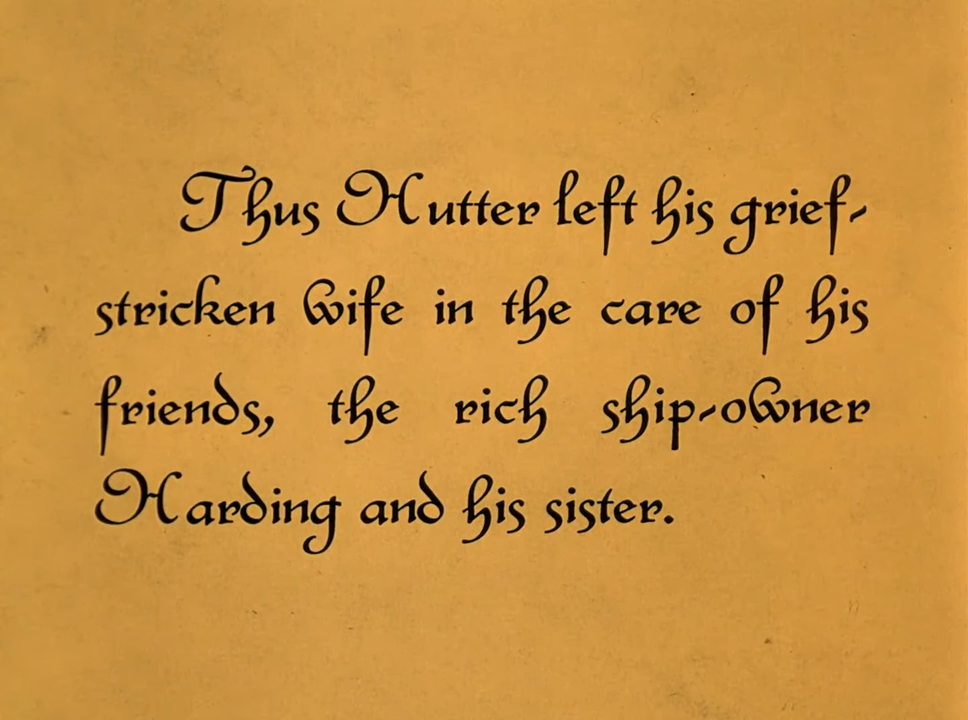 Thus Hutter left his grief-
stricken wife in the care of his
friends, the rich ship-owner
Harding and his sister.